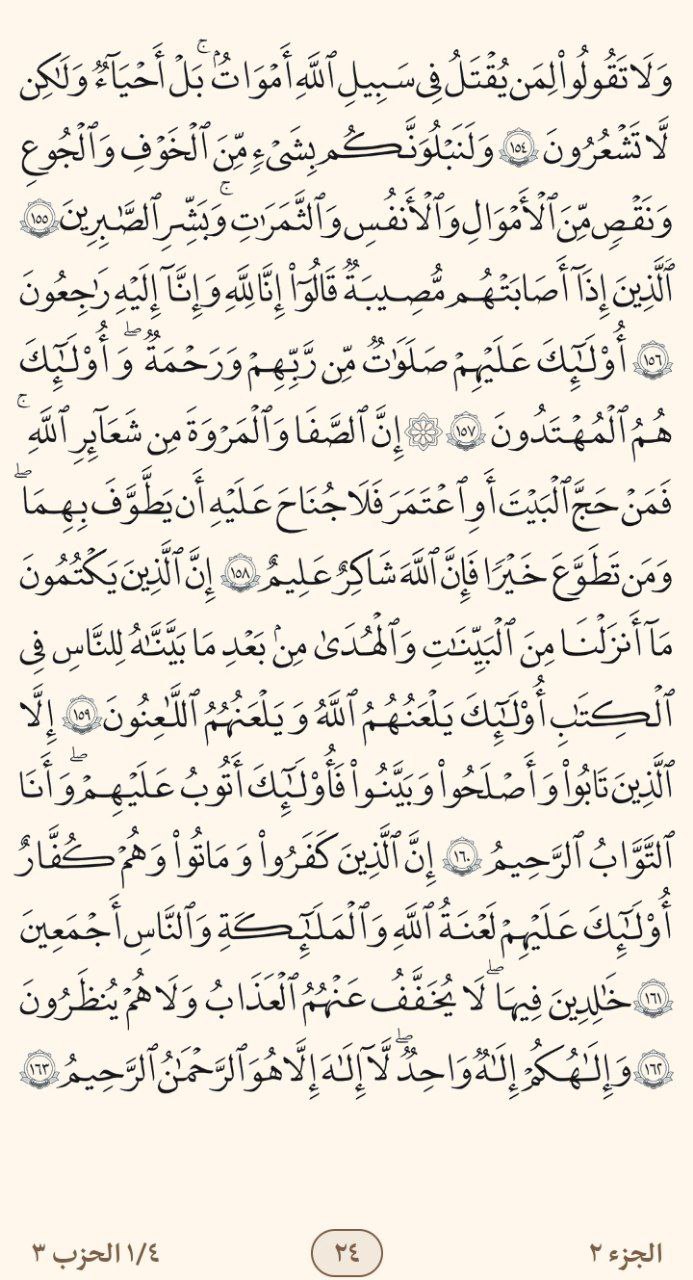 وَلَا تَقُولُوا۟ لِمَن يُقْتَلُ فِى سَبِيلِ ٱللَّهِ أَمْوَٰتٌۢ ۚ بَلْ أَحْيَآءٌ وَلَـٰكِن
لَّا تَشْعُرُونَ ١٥٤ وَلَنَبْلُوَنَّكُم بِشَىْءٍ مِّنَ ٱلْخَوْفِ وَٱلْجُوعِ
وَنَقْصٍ مِّنَ ٱلْأَمْوَٰلِ وَٱلْأَنفُسِ وَٱلثَّمَرَٰتِ ۗ وَبَشِّرِ ٱلصَّـٰبِرِينَ ١٥٥
ٱلَّذِينَ إِذَآ أَصَـٰبَتْهُم مُّصِيبَةٌ قَالُوٓا۟ إِنَّا لِلَّهِ وَإِنَّآ إِلَيْهِ رَٰجِعُونَ
١٥٦ أُو۟لَـٰٓئِكَ عَلَيْهِمْ صَلَوَٰتٌ مِّن رَّبِّهِمْ وَرَحْمَةٌ ۖ وَأُو۟لَـٰٓئِكَ
هُمُ ٱلْمُهْتَدُونَ ١٥٧ ۞ إِنَّ ٱلصَّفَا وَٱلْمَرْوَةَ مِن شَعَآئِرِ ٱللَّهِ ۖ
فَمَنْ حَجَّ ٱلْبَيْتَ أَوِ ٱعْتَمَرَ فَلَا جُنَاحَ عَلَيْهِ أَن يَطَّوَّفَ بِهِمَا ۚ
وَمَن تَطَوَّعَ خَيْرًا فَإِنَّ ٱللَّهَ شَاكِرٌ عَلِيمٌ ١٥٨ إِنَّ ٱلَّذِينَ يَكْتُمُونَ
مَآ أَنزَلْنَا مِنَ ٱلْبَيِّنَـٰتِ وَٱلْهُدَىٰ مِنۢ بَعْدِ مَا بَيَّنَّـٰهُ لِلنَّاسِ فِى
ٱلْكِتَـٰبِ أُو۟لَـٰٓئِكَ يَلْعَنُهُمُ ٱللَّهُ وَيَلْعَنُهُمُ ٱللَّـٰعِنُونَ ١٥٩ إِلَّا
ٱلَّذِينَ تَابُوا۟ وَأَصْلَحُوا۟ وَبَيَّنُوا۟ فَأُو۟لَـٰٓئِكَ أَتُوبُ عَلَيْهِمْ ۚ وَأَنَا
ٱلتَّوَّابُ ٱلرَّحِيمُ ١٦٠ إِنَّ ٱلَّذِينَ كَفَرُوا۟ وَمَاتُوا۟ وَهُمْ كُفَّارٌ
أُو۟لَـٰٓئِكَ عَلَيْهِمْ لَعْنَةُ ٱللَّهِ وَٱلْمَلَـٰٓئِكَةِ وَٱلنَّاسِ أَجْمَعِينَ
١٦١ خَـٰلِدِينَ فِيهَا ۖ لَا يُخَفَّفُ عَنْهُمُ ٱلْعَذَابُ وَلَا هُمْ يُنظَرُونَ
١٦٢ وَإِلَـٰهُكُمْ إِلَـٰهٌ وَٰحِدٌ ۖ لَّآ إِلَـٰهَ إِلَّا هُوَ ٱلرَّحْمَـٰنُ ٱلرَّحِيمُ ١٦٣
الجزء ٢ ٢٤ ١/٤ الحزب ٣